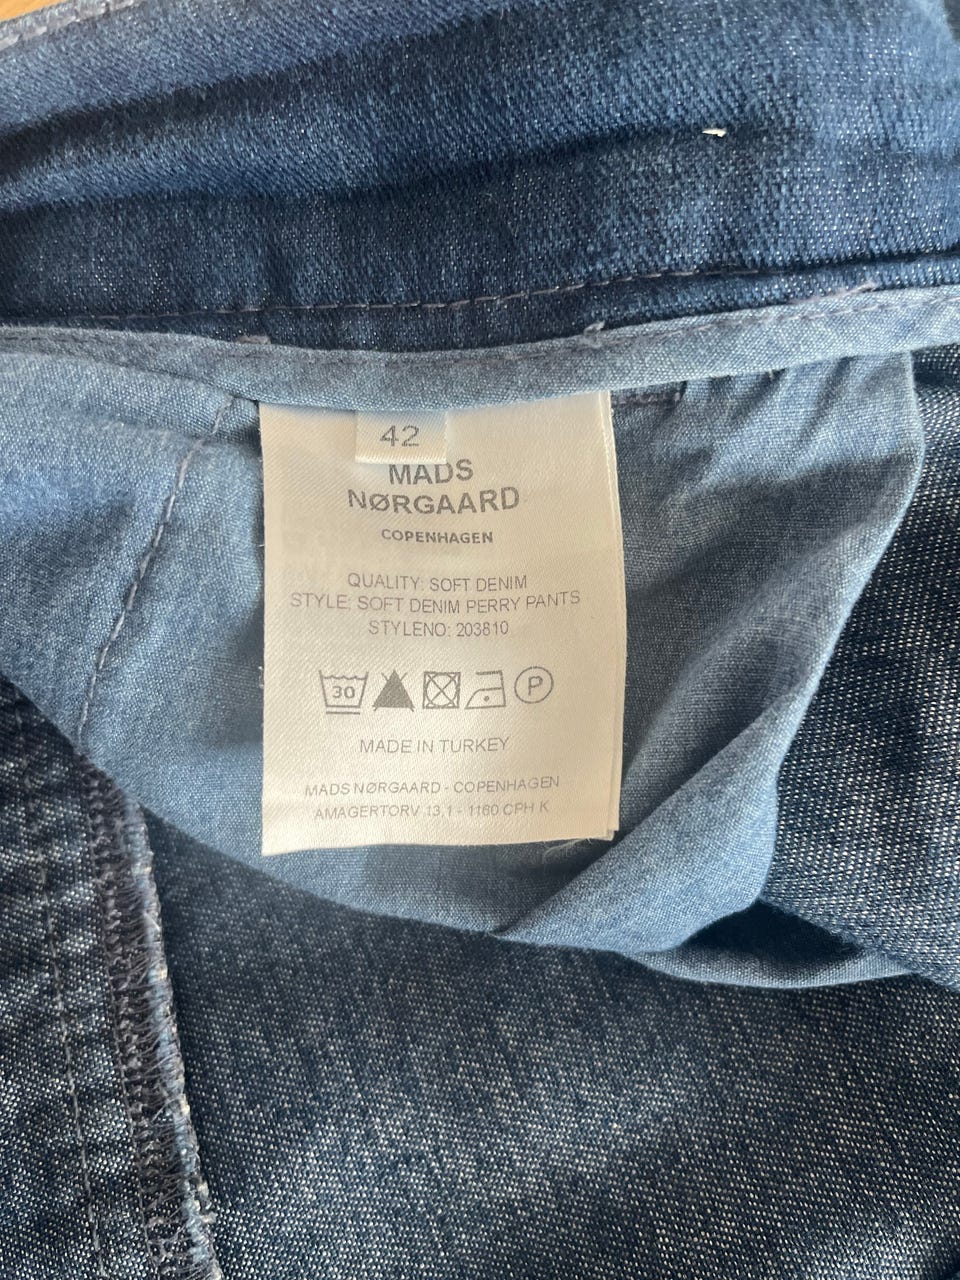 42
MADS
NØRGAARD
COPENHAGEN
QUALITY: SOFT DENIM
STYLE: SOFT DENIM PERRY PANTS
STYLENO: 203810
30
P
MADE IN TURKEY
MADS NØRGAARD - COPENHAGEN
AMAGERTORV 13,1 - 1160 CPH K